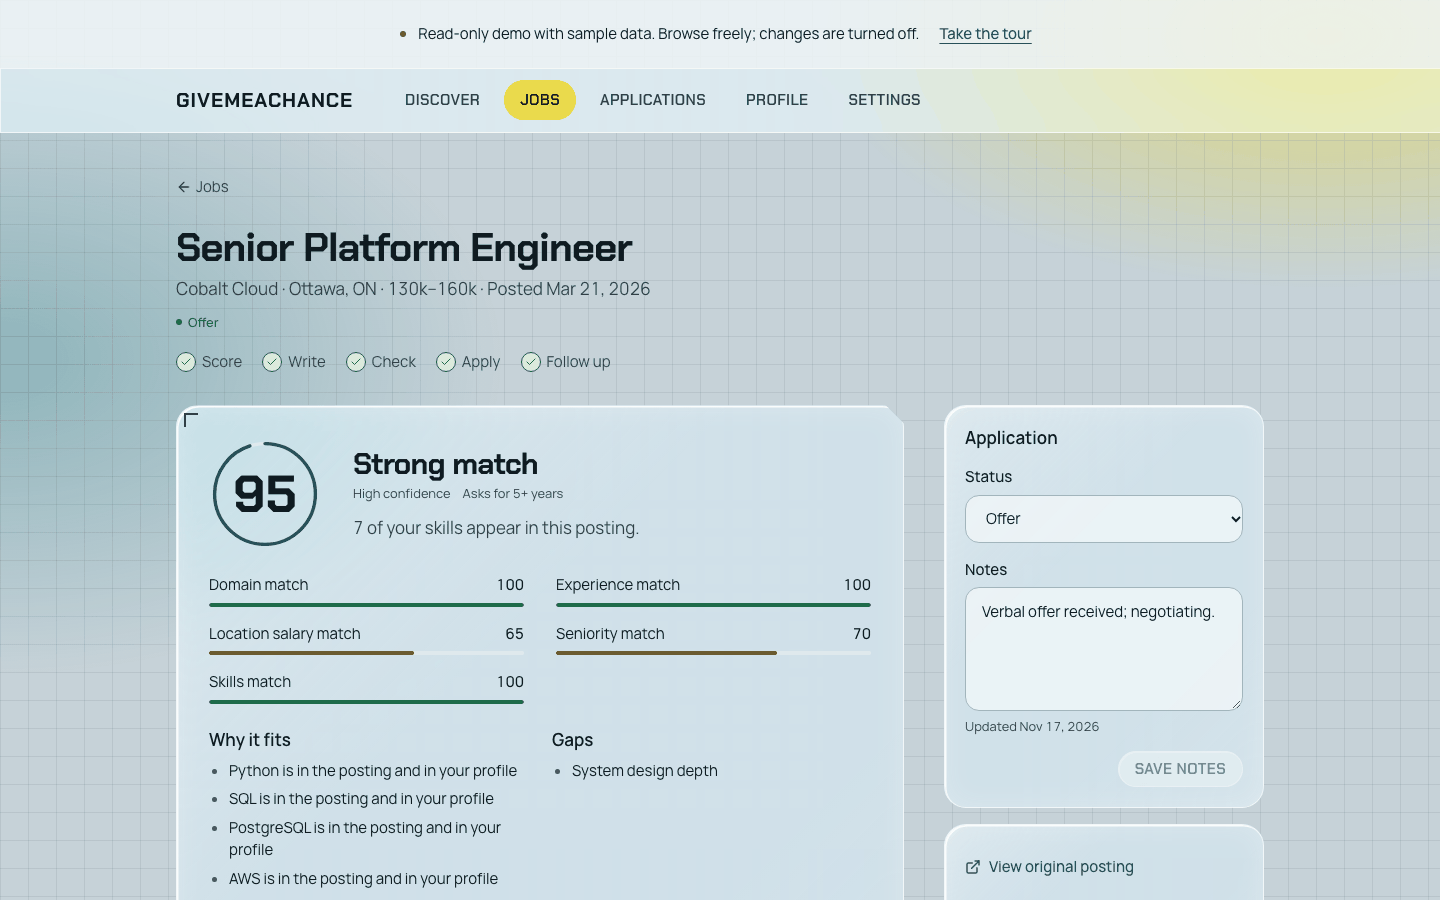 Read-only demo with sample data. Browse freely; changes are turned off. Take the tour
GIVEMEACHANCE DISCOVER JOBS APPLICATIONS PROFILE SETTINGS
Jobs
Senior Platform Engineer
Cobalt Cloud · Ottawa, ON · 130k–160k · Posted Mar 21, 2026
Offer
Score Write Check Apply Follow up
95
Strong match
High confidence Asks for 5+ years
7 of your skills appear in this posting.
Domain match 100
Experience match 100
Location salary match 65
Seniority match 70
Skills match 100
Why it fits
Python is in the posting and in your profile
SQL is in the posting and in your profile
PostgreSQL is in the posting and in your
profile
AWS is in the posting and in your profile
Gaps
System design depth
Application
Status
Offer
Notes
Verbal offer received; negotiating.
Updated Nov 17, 2026
SAVE NOTES
View original posting